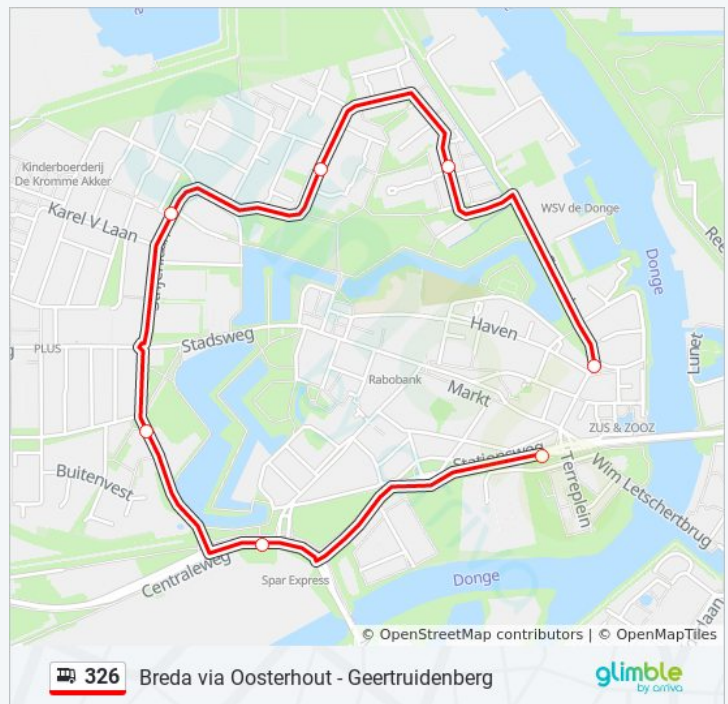 Kinderboerderij
De Kromme Akker
Karel V Laan
WSV de Donge
Donge
Ree
Lunet
PLUS
Stadsweg
Haven
Rabobank
Markt
ZUS & ZOOZ
Stationsweg
Terreplein
Wim Letschertbrug
Buitenvest
Centraleweg
Spar Express
Donge
© OpenStreetMap contributors | © OpenMapTiles
326 Breda via Oosterhout - Geertruidenberg
glimble
by arriva